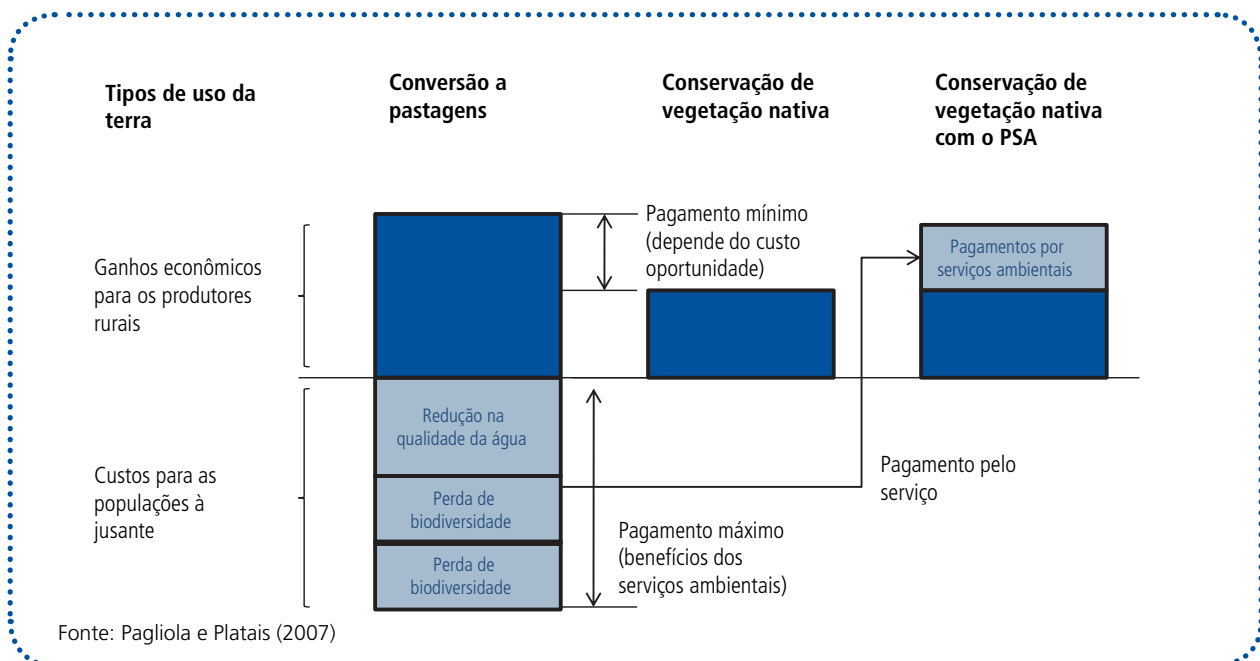 Tipos de uso da
terra
Conversão a
pastagens
Conservação de
vegetação nativa
Conservação de
vegetação nativa
com o PSA
Ganhos econômicos
para os produtores
rurais
Pagamento mínimo
(depende do custo
oportunidade)
Pagamentos por
serviços ambientais
Custos para as
populações à
jusante
Redução na
qualidade da água
Perda de
biodiversidade
Perda de
biodiversidade
Pagamento máximo
(benefícios dos
serviços ambientais)
Pagamento pelo
serviço
Fonte: Pagliola e Platais (2007)